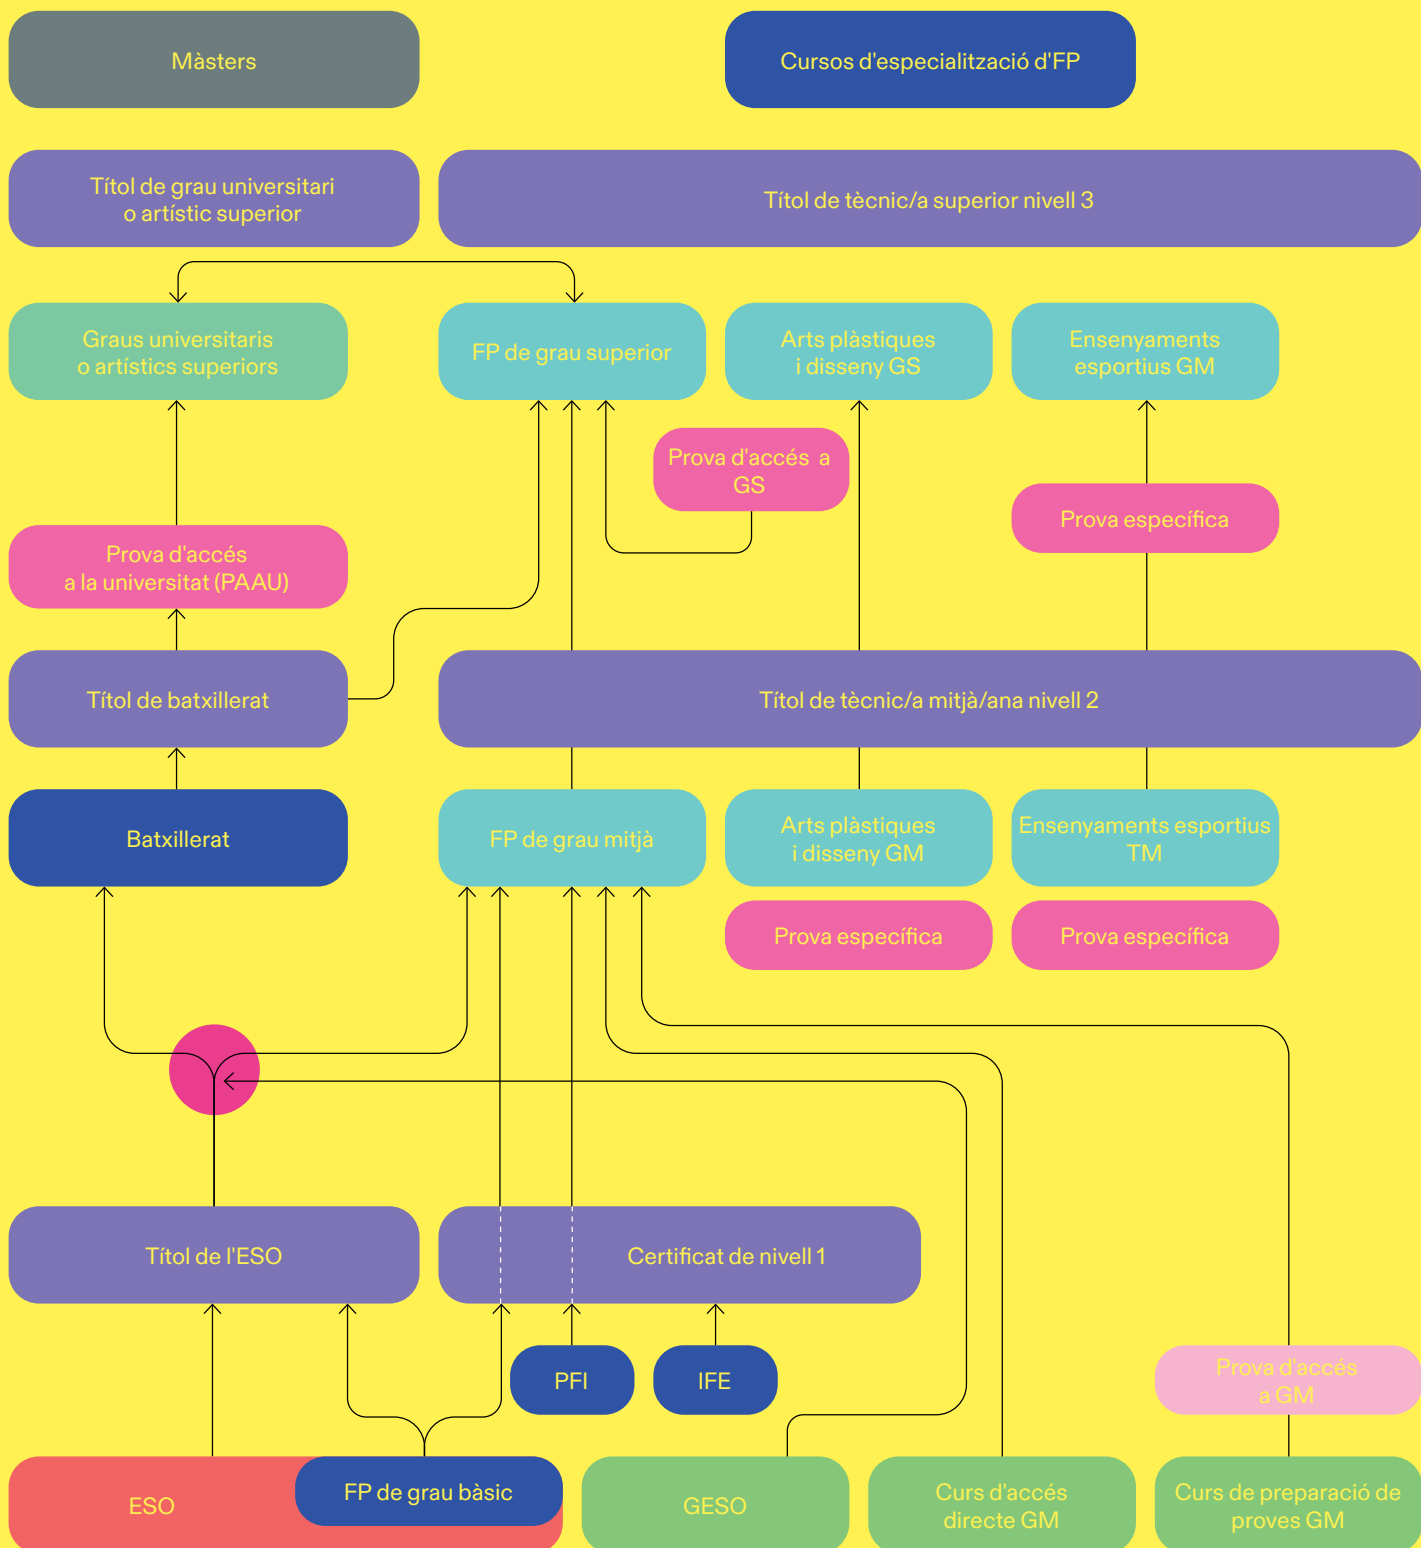 Màsters
Cursos d'especialització d'FP
Títol de grau universitari
o artístic superior
Títol de tècnic/a superior nivell 3
Graus universitaris
o artístics superiors
FP de grau superior
Arts plàstiques
i disseny GS
Ensenyaments
esportius GM
Prova d'accés a
GS
Prova específica
Prova d'accés
a la universitat (PAAU)
Títol de batxillerat
Títol de tècnic/a mitjà/ana nivell 2
Batxillerat
FP de grau mitjà
Arts plàstiques
i disseny GM
Ensenyaments esportius
TM
Prova específica
Prova específica
Títol de l'ESO
Certificat de nivell 1
PFI
IFE
Prova d'accés
a GM
ESO
FP de grau bàsic
GESO
Curs d'accés
directe GM
Curs de preparació de
proves GM